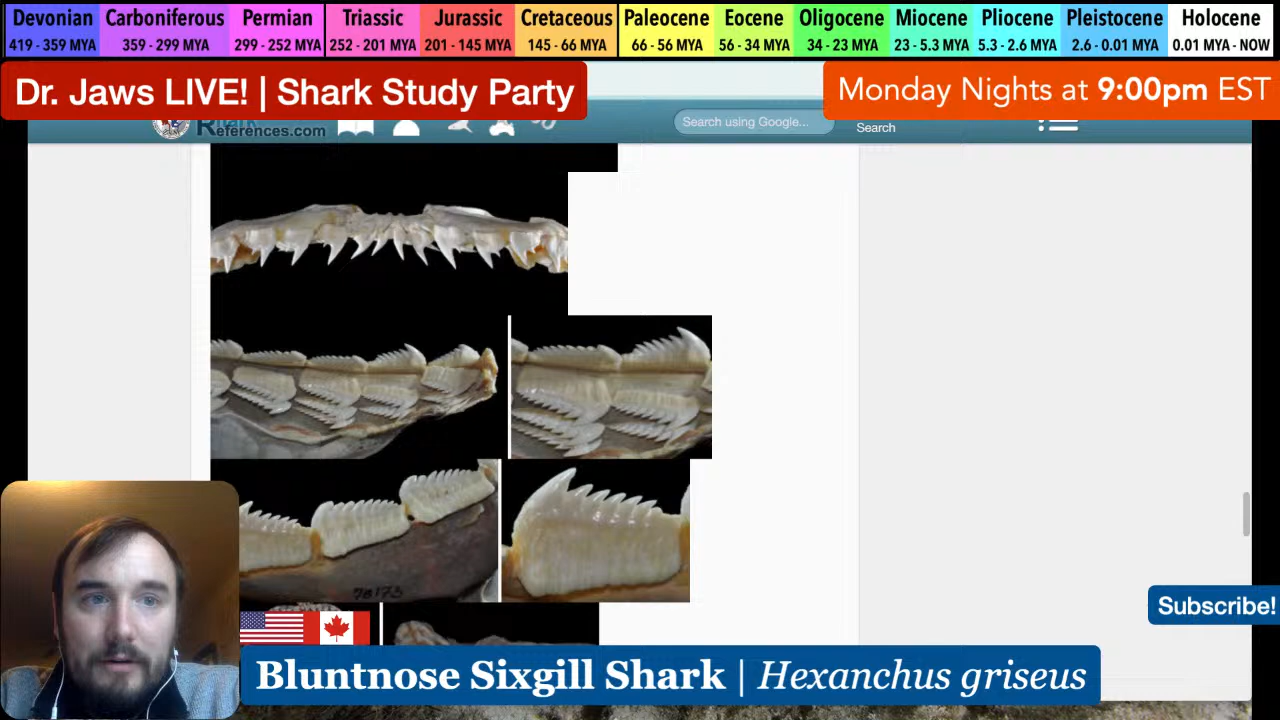 Devonian Carboniferous Permian Triassic Jurassic Cretaceous Paleocene Eocene Oligocene Miocene Pliocene Pleistocene Holocene
419 - 359 MYA 359 - 299 MYA 299 - 252 MYA 252 - 201 MYA 201 - 145 MYA 145 - 66 MYA 66 - 56 MYA 56 - 34 MYA 34 - 23 MYA 23 - 5.3 MYA 5.3 - 2.6 MYA 2.6 - 0.01 MYA 0.01 MYA - NOW
Dr. Jaws LIVE! | Shark Study Party
Monday Nights at 9:00pm EST
References.com
Search using Google...
Search
78173
Subscribe!
Bluntnose Sixgill Shark | Hexanchus griseus